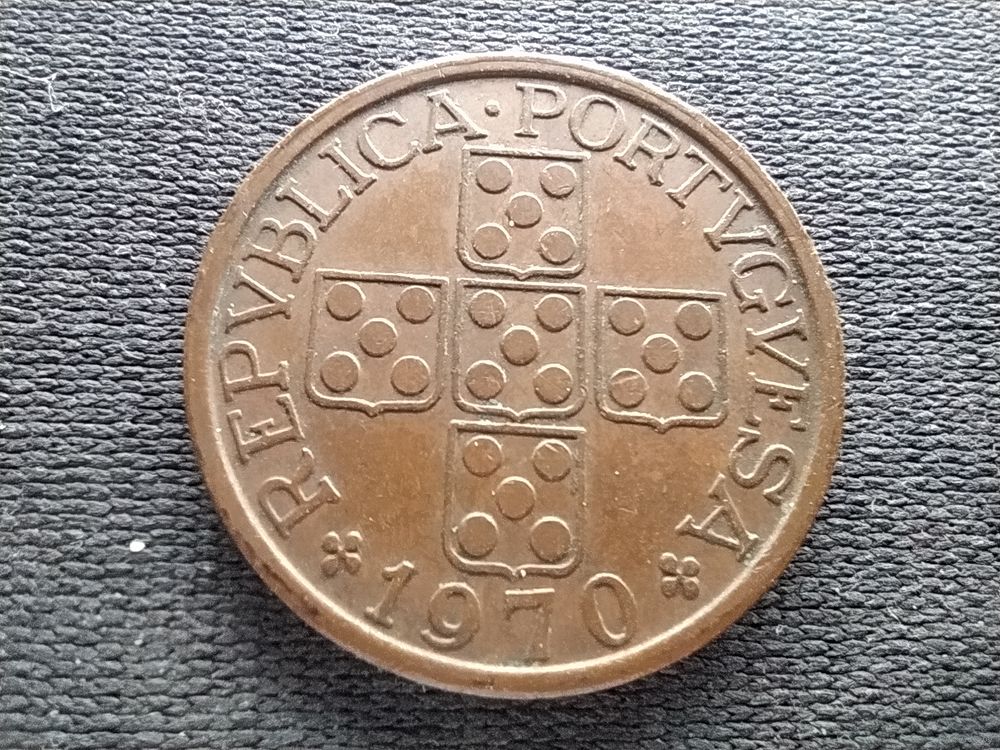 REPVBLICA · PORTVGVESA
1970